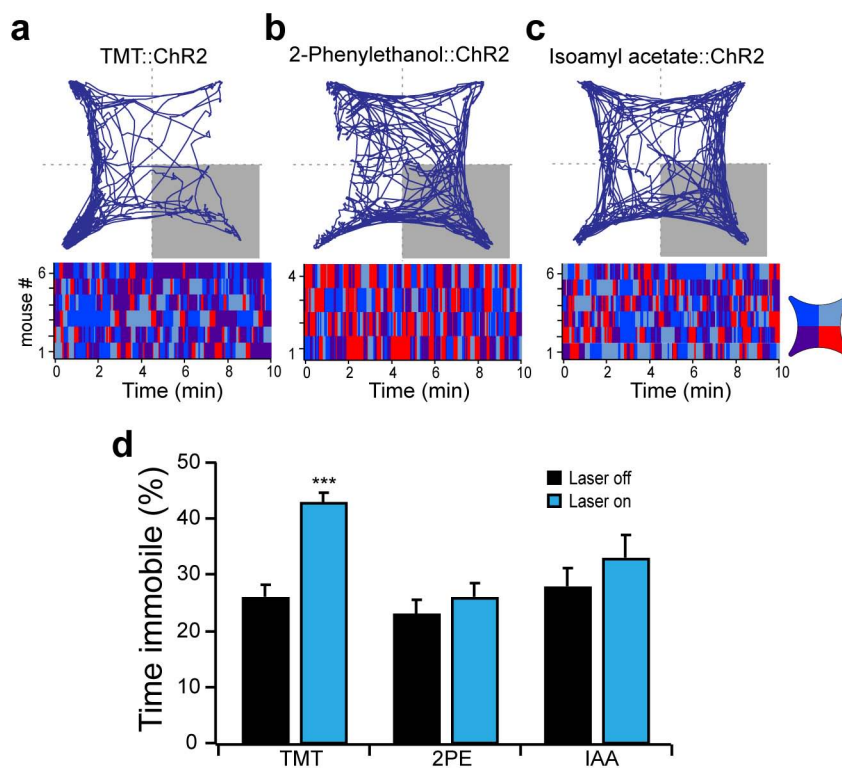 a
TMT::ChR2
b
2-Phenylethanol::ChR2
c
Isoamyl acetate::ChR2
mouse #
6
1
0 2 4 6 8 10
Time (min)
4
1
0 2 4 6 8 10
Time (min)
6
1
0 2 4 6 8 10
Time (min)
d
Time immobile (%)
50
40
30
20
10
0
***
Laser off
Laser on
TMT 2PE IAA